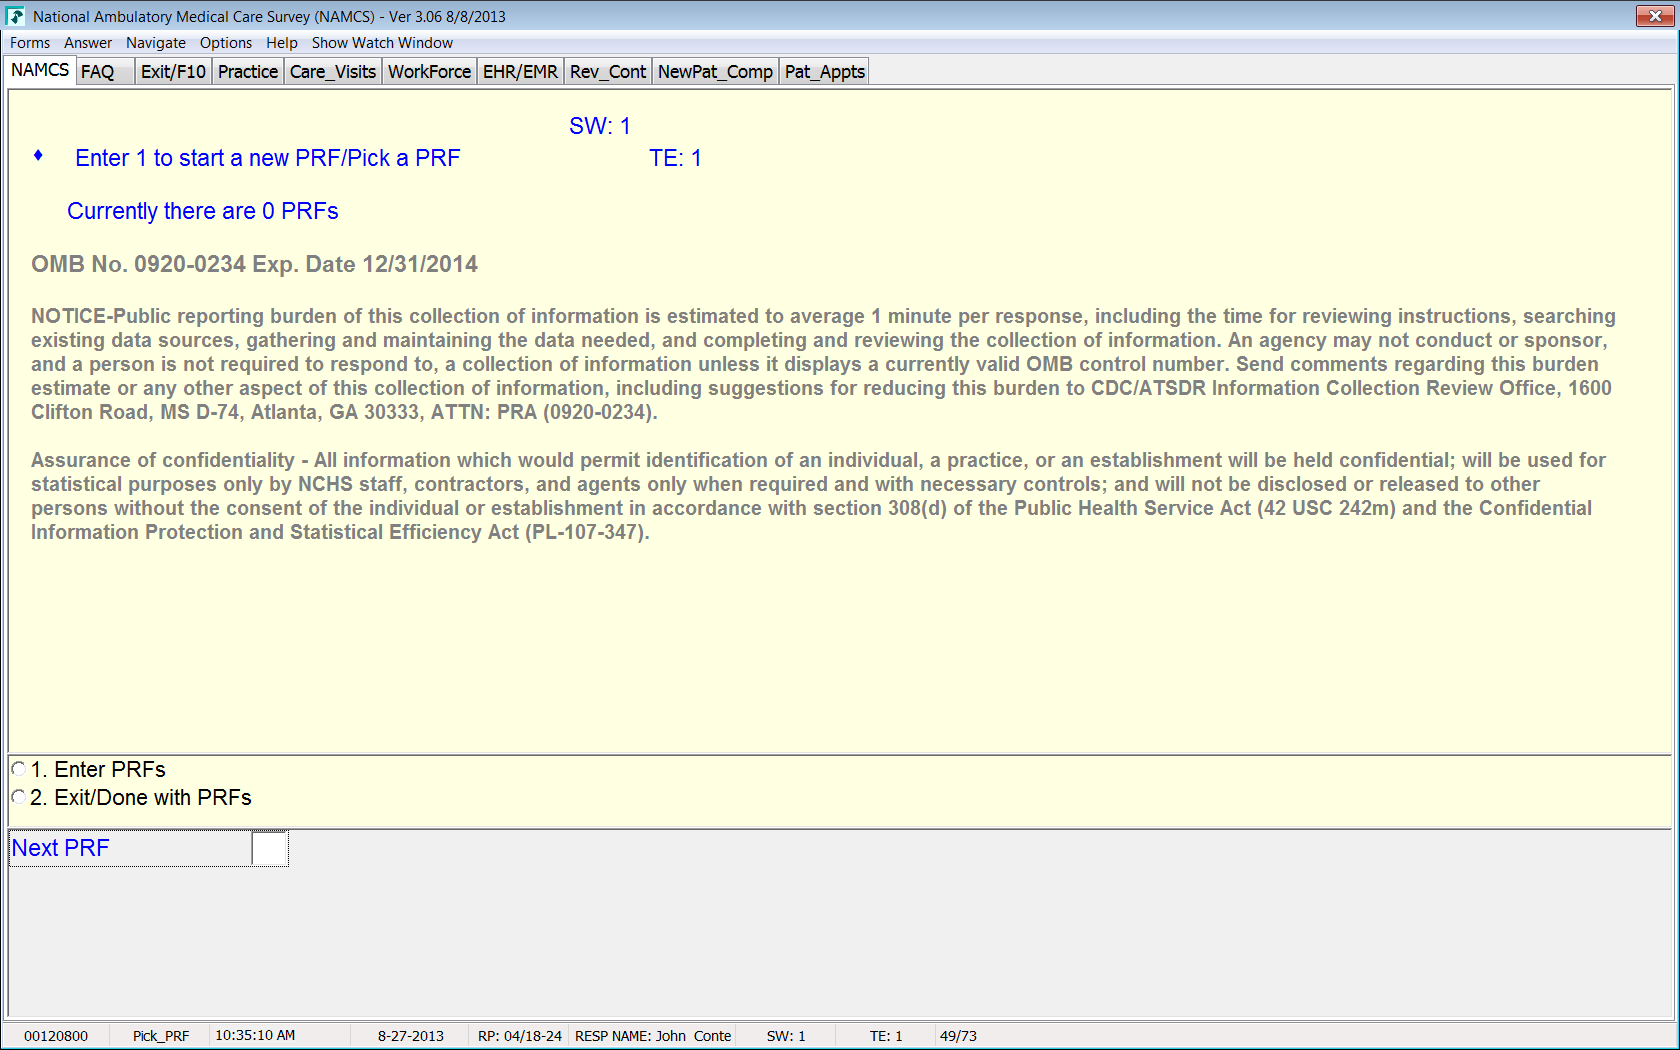 National Ambulatory Medical Care Survey (NAMCS) - Ver 3.06 8/8/2013
Forms Answer Navigate Options Help Show Watch Window
NAMCS FAQ Exit/F10 Practice Care_Visits WorkForce EHR/EMR Rev_Cont NewPat_Comp Pat_Appts
SW: 1
♦ Enter 1 to start a new PRF/Pick a PRF TE: 1
Currently there are 0 PRFs
OMB No. 0920-0234 Exp. Date 12/31/2014
NOTICE-Public reporting burden of this collection of information is estimated to average 1 minute per response, including the time for reviewing instructions, searching
existing data sources, gathering and maintaining the data needed, and completing and reviewing the collection of information. An agency may not conduct or sponsor,
and a person is not required to respond to, a collection of information unless it displays a currently valid OMB control number. Send comments regarding this burden
estimate or any other aspect of this collection of information, including suggestions for reducing this burden to CDC/ATSDR Information Collection Review Office, 1600
Clifton Road, MS D-74, Atlanta, GA 30333, ATTN: PRA (0920-0234).
Assurance of confidentiality - All information which would permit identification of an individual, a practice, or an establishment will be held confidential; will be used for
statistical purposes only by NCHS staff, contractors, and agents only when required and with necessary controls; and will not be disclosed or released to other
persons without the consent of the individual or establishment in accordance with section 308(d) of the Public Health Service Act (42 USC 242m) and the Confidential
Information Protection and Statistical Efficiency Act (PL-107-347).
1. Enter PRFs
2. Exit/Done with PRFs
Next PRF
00120800 Pick_PRF 10:35:10 AM 8-27-2013 RP: 04/18-24 RESP NAME: John Conte SW: 1 TE: 1 49/73